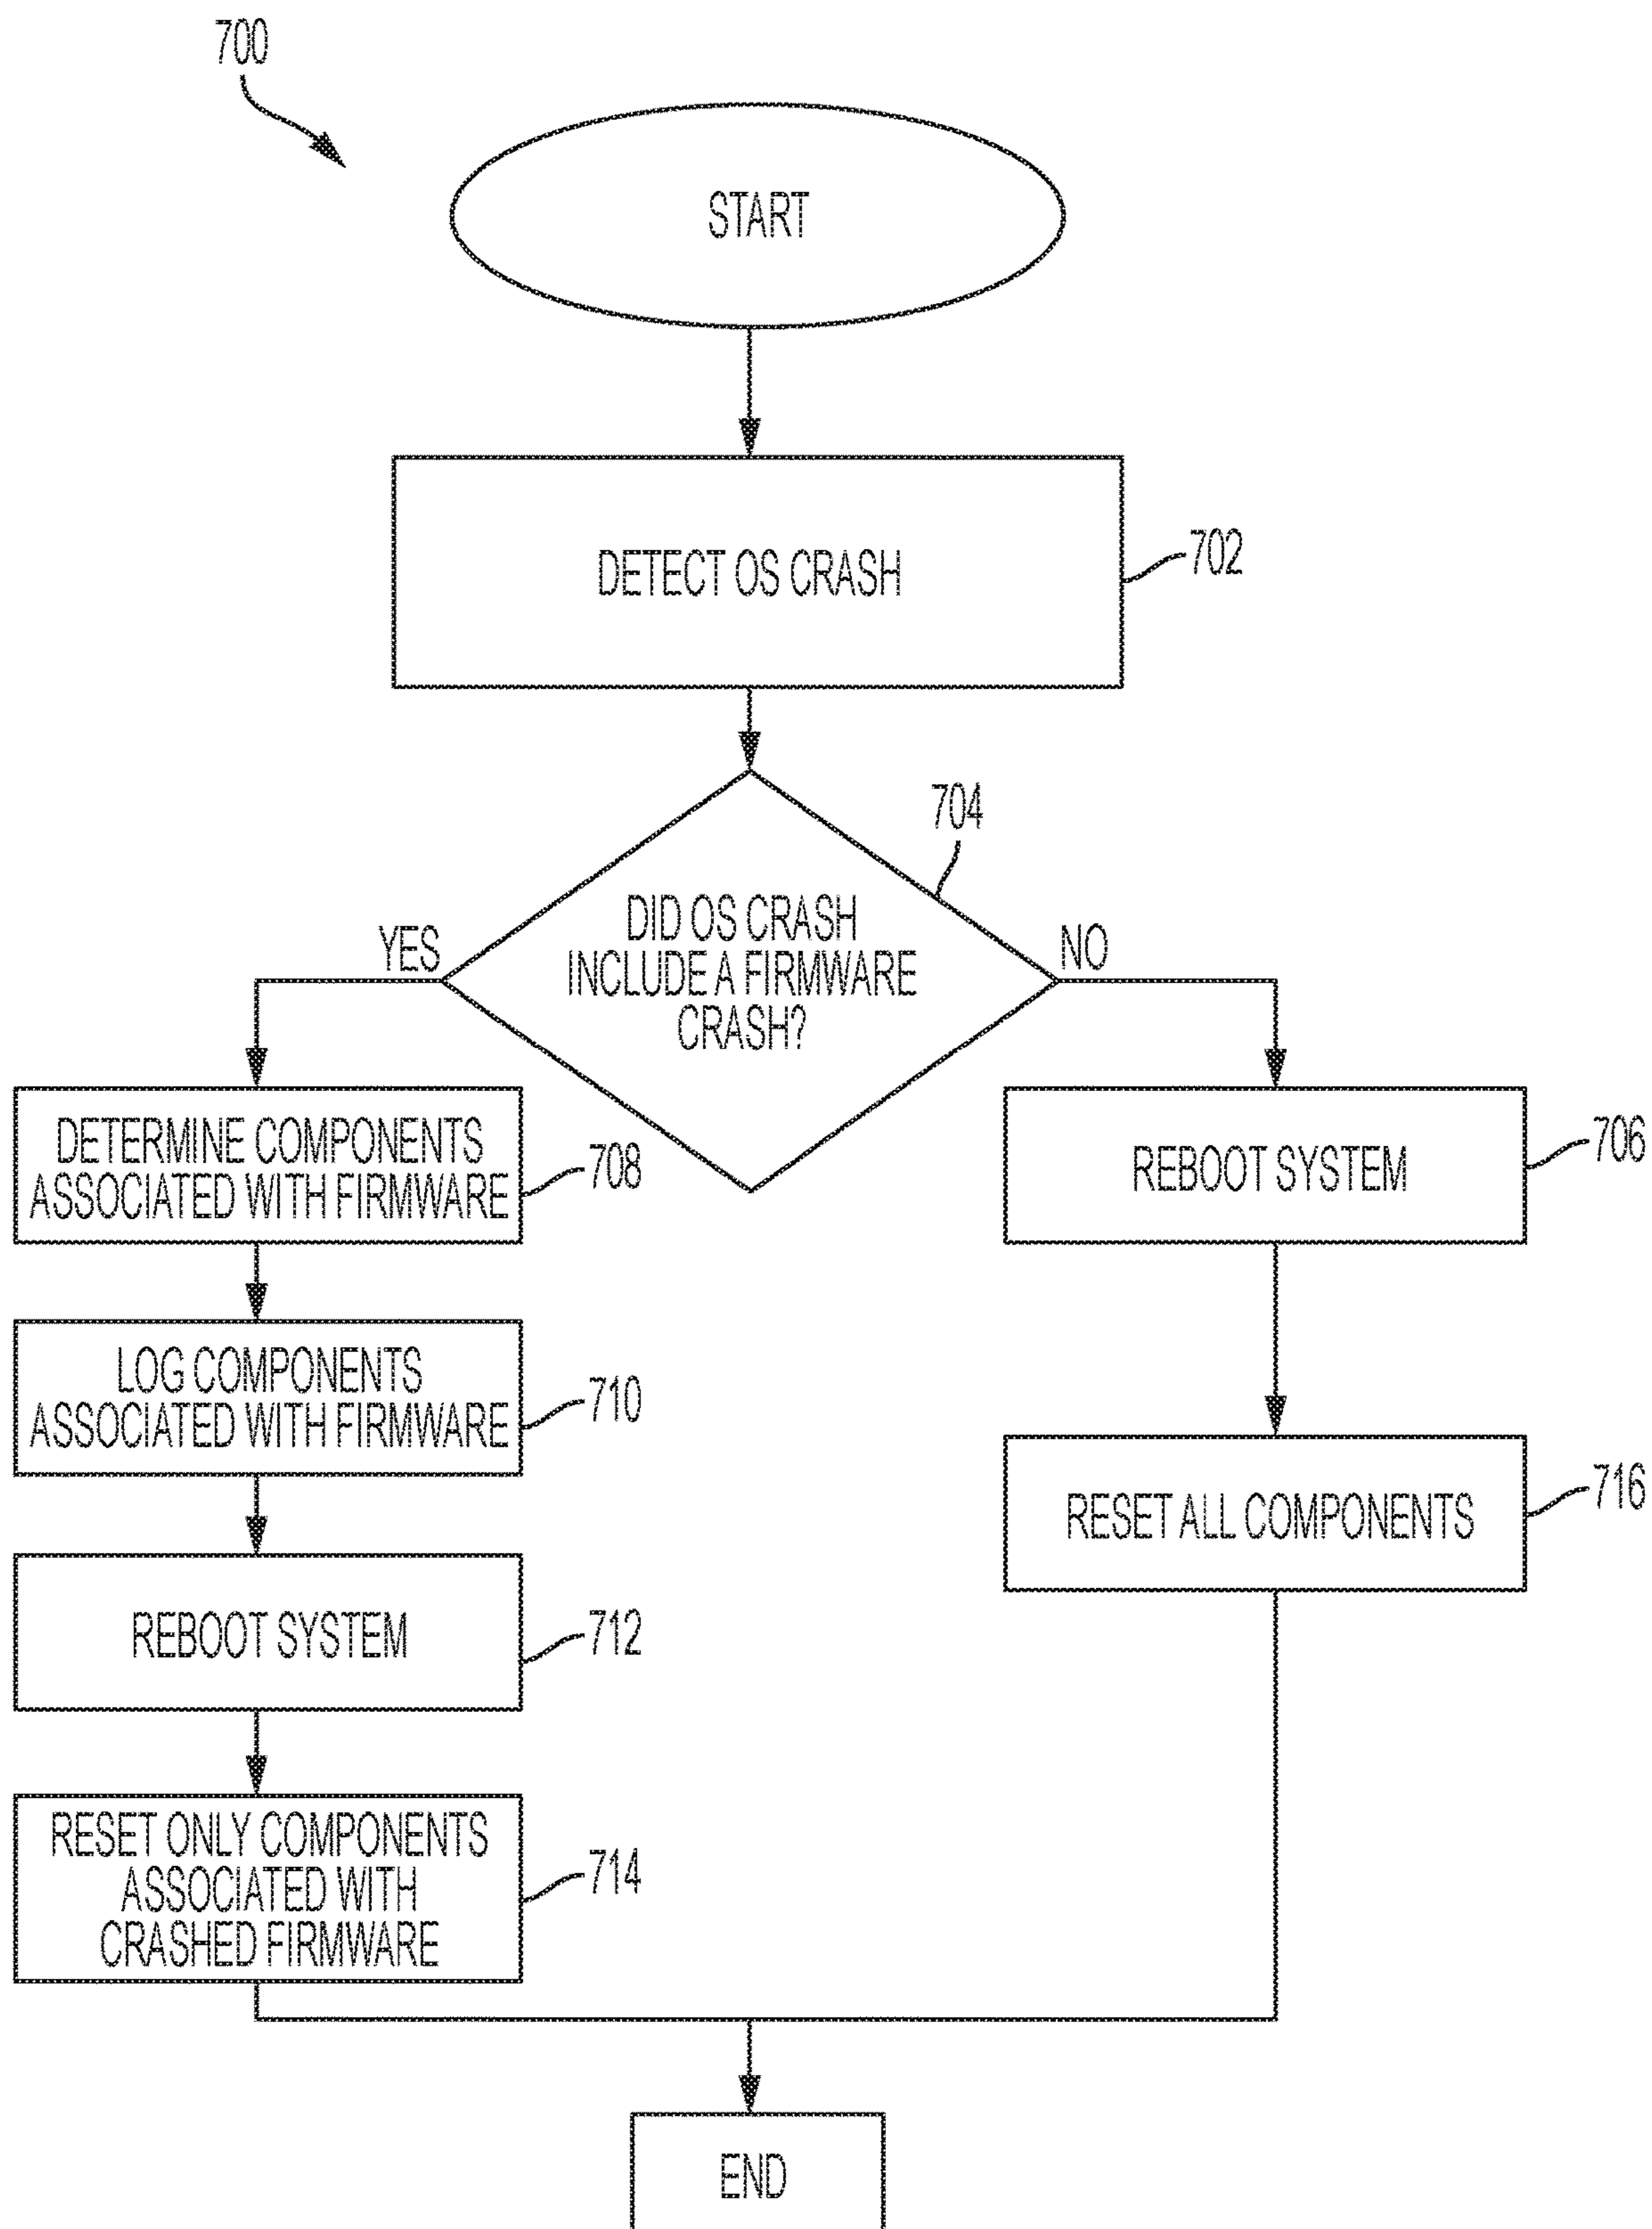 700
START
DETECT OS CRASH
702
704
DID OS CRASH
INCLUDE A FIRMWARE
CRASH?
YES
NO
DETERMINE COMPONENTS
ASSOCIATED WITH FIRMWARE
708
REBOOT SYSTEM
706
LOG COMPONENTS
ASSOCIATED WITH FIRMWARE
710
RESET ALL COMPONENTS
716
REBOOT SYSTEM
712
RESET ONLY COMPONENTS
ASSOCIATED WITH
CRASHED FIRMWARE
714
END